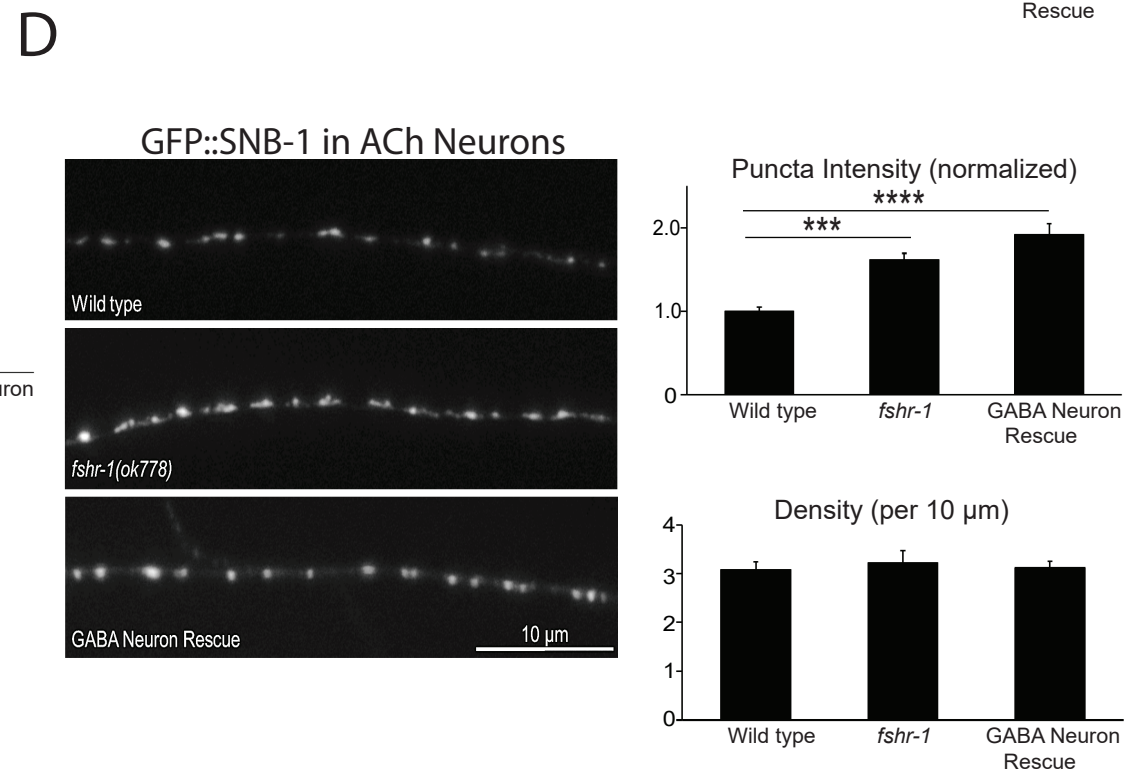 Rescue
D
GFP::SNB-1 in ACh Neurons
Wild type
fshr-1(ok778)
GABA Neuron Rescue
10 µm
uron
Puncta Intensity (normalized)
****
***
2.0
1.0
0
Wild type fshr-1 GABA Neuron
Rescue
Density (per 10 µm)
4
3
2
1
0
Wild type fshr-1 GABA Neuron
Rescue